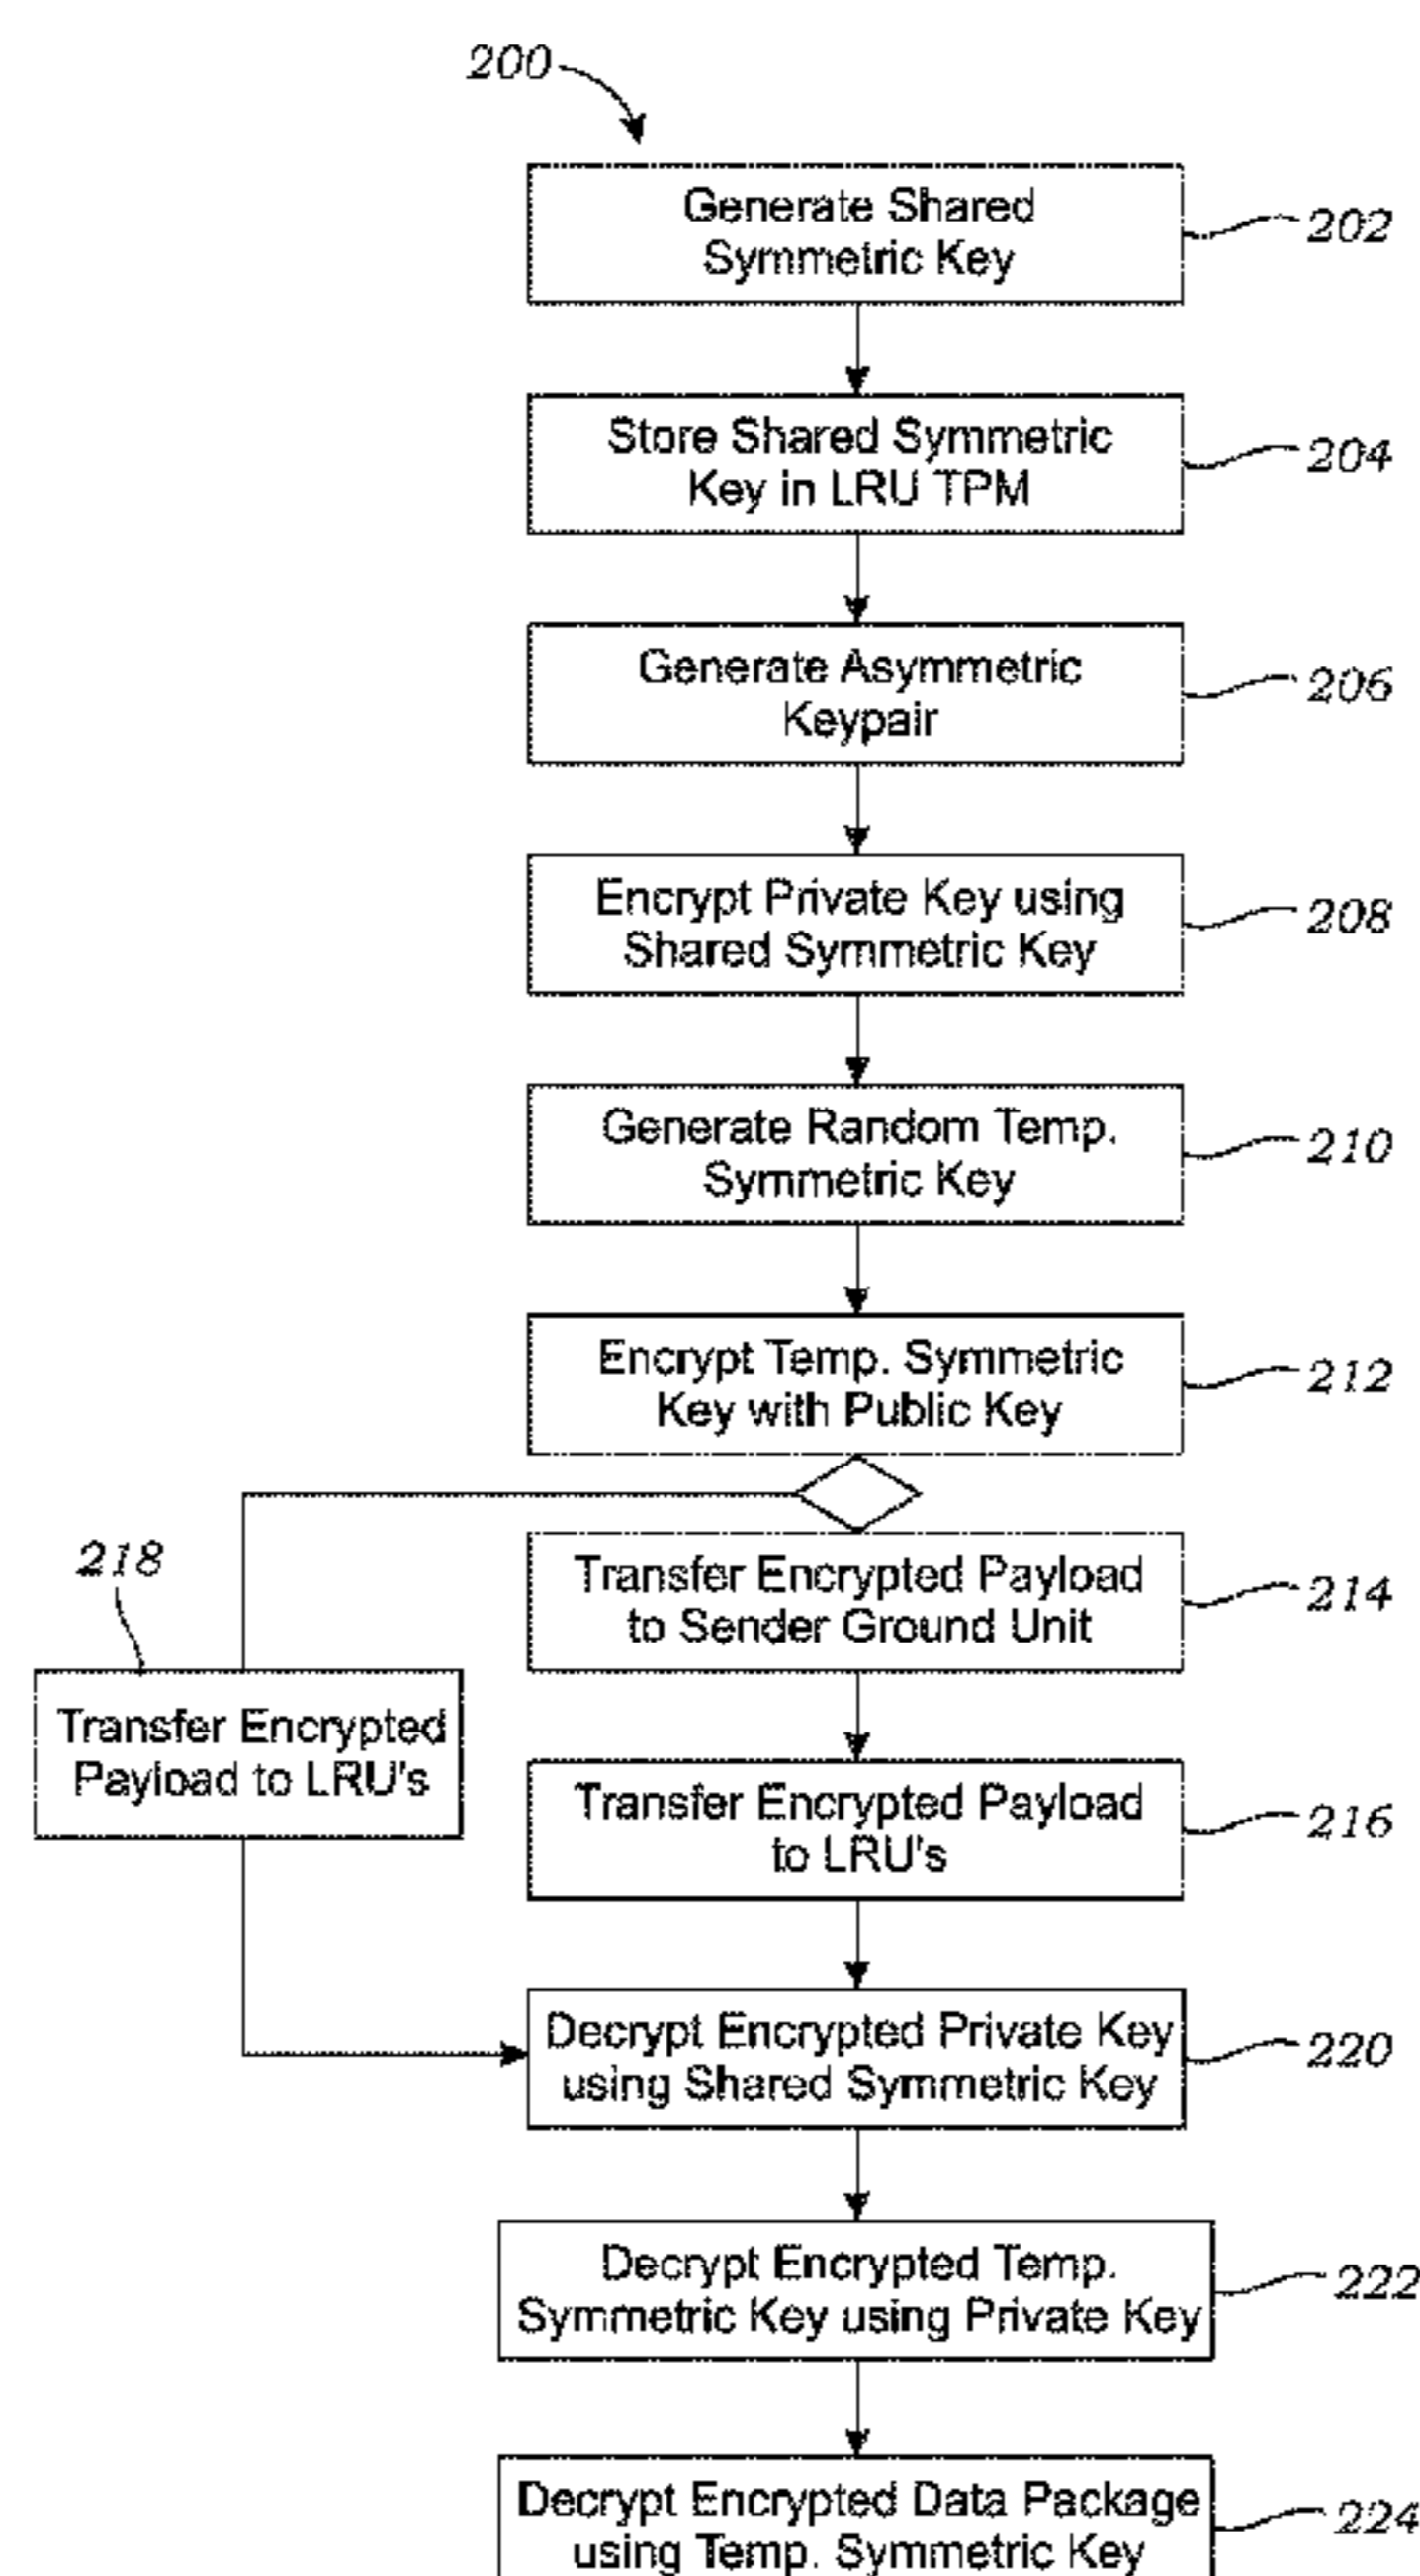 200
Generate Shared
Symmetric Key
202
Store Shared Symmetric
Key in LRU TPM
204
Generate Asymmetric
Keypair
206
Encrypt Private Key using
Shared Symmetric Key
208
Generate Random Temp.
Symmetric Key
210
Encrypt Temp. Symmetric
Key with Public Key
212
Transfer Encrypted Payload
to Sender Ground Unit
214
218
Transfer Encrypted
Payload to LRU's
Transfer Encrypted Payload
to LRU's
216
Decrypt Encrypted Private Key
using Shared Symmetric Key
220
Decrypt Encrypted Temp.
Symmetric Key using Private Key
222
Decrypt Encrypted Data Package
using Temp. Symmetric Key
224